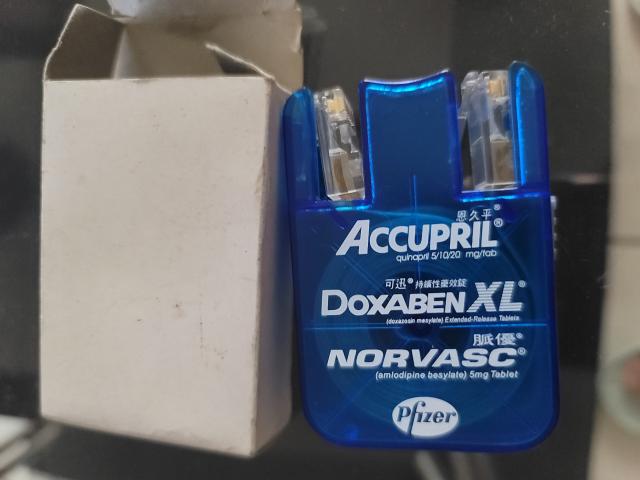 恩久平®
ACCUPRIL®
quinapril 5/10/20 mg/tab
可迅® 持續性藥效錠
DOXABEN XL®
(doxazosin mesylate) Extended-Release Tablets
脈優®
NORVASC®
(amlodipine besylate) 5mg Tablet
Pfizer